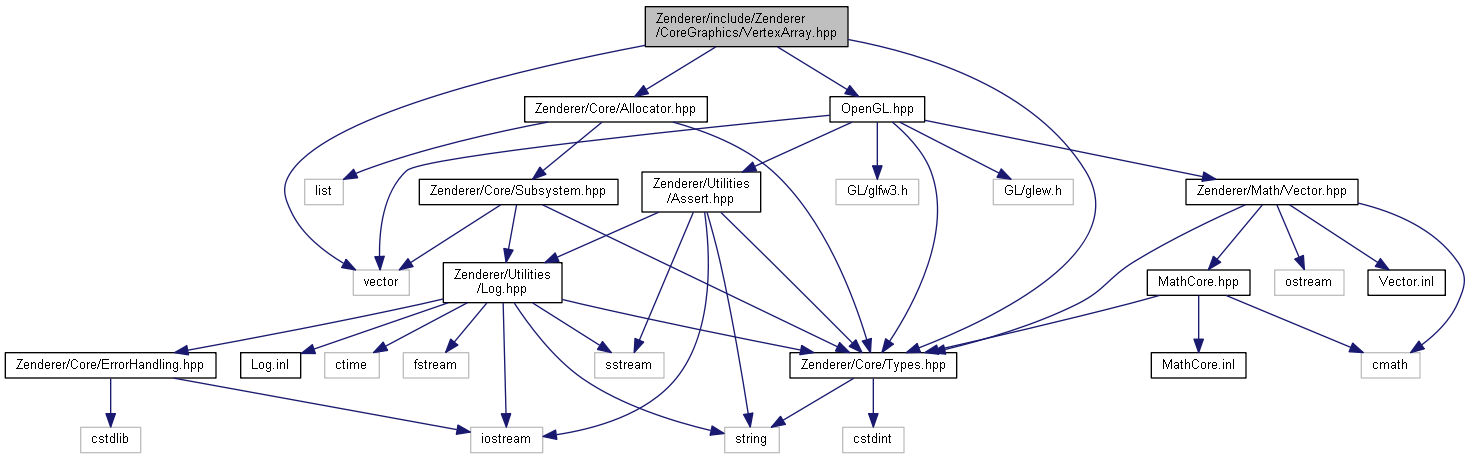 Zenderer/include/Zenderer
/CoreGraphics/VertexArray.hpp
Zenderer/Core/Allocator.hpp
OpenGL.hpp
list
Zenderer/Core/Subsystem.hpp
Zenderer/Utilities
/Assert.hpp
GL/glfw3.h
GL/glew.h
Zenderer/Math/Vector.hpp
vector
Zenderer/Utilities
/Log.hpp
MathCore.hpp
ostream
Vector.inl
Zenderer/Core/ErrorHandling.hpp
Log.inl
ctime
fstream
sstream
Zenderer/Core/Types.hpp
MathCore.inl
cmath
cstdlib
iostream
string
cstdint